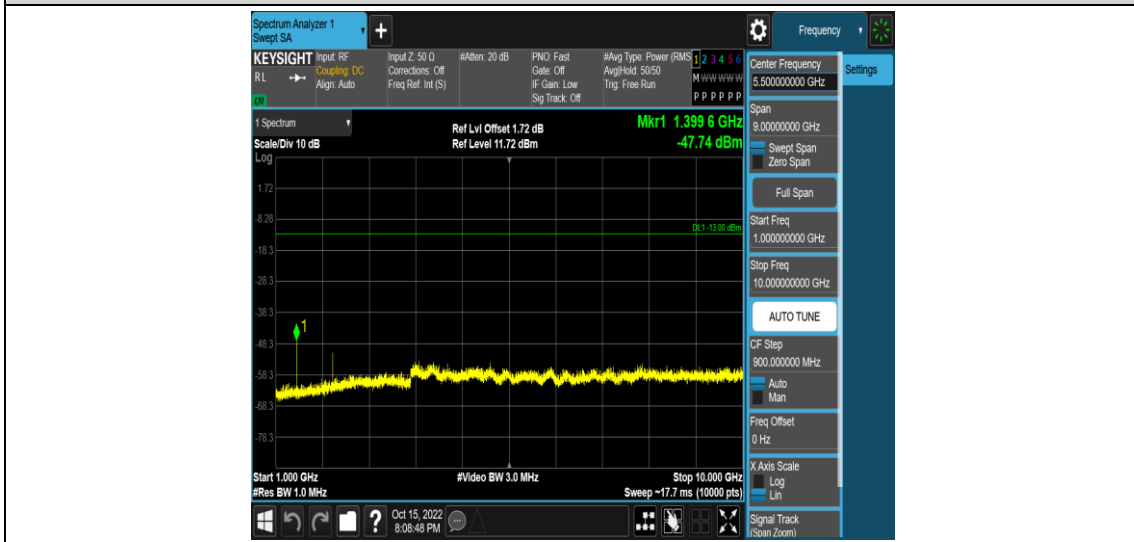 Spectrum Analyzer 1
Swept SA
+
Frequency
KEYSIGHT
RL
LXI
Input: RF
Coupling: DC
Align: Auto
Input Z: 50 Ω
Corrections: Off
Freq Ref: Int (S)
#Atten: 20 dB
PNO: Fast
Gate: Off
IF Gain: Low
Sig Track: Off
#Avg Type: Power (RMS
Avg|Hold: 50/50
Trig: Free Run
1 2 3 4 5 6
M W W W W W
P P P P P P
1 Spectrum
Scale/Div 10 dB
Ref Lvl Offset 1.72 dB
Ref Level 11.72 dBm
Mkr1 1.399 6 GHz
-47.74 dBm
Log
1.72
-8.28
-18.3
-28.3
-38.3
-48.3
-58.3
-68.3
-78.3
DL1 -13.00 dBm
1
Start 1.000 GHz
#Res BW 1.0 MHz
#Video BW 3.0 MHz
Stop 10.000 GHz
Sweep ~17.7 ms (10000 pts)
Center Frequency
5.500000000 GHz
Settings
Span
9.00000000 GHz
Swept Span
Zero Span
Full Span
Start Freq
1.000000000 GHz
Stop Freq
10.000000000 GHz
AUTO TUNE
CF Step
900.000000 MHz
Auto
Man
Freq Offset
0 Hz
X Axis Scale
Log
Lin
Signal Track
(Span Zoom)
?
Oct 15, 2022
8:08:48 PM